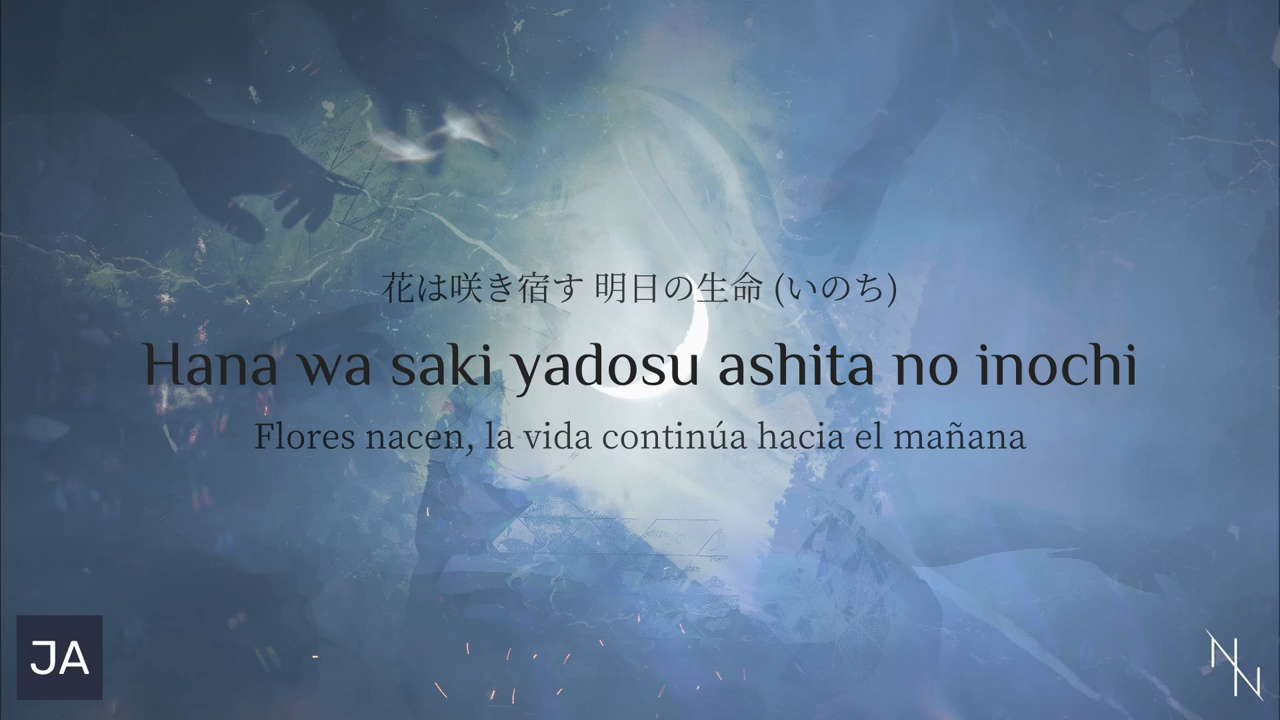 花は咲き宿す 明日の生命 (いのち)
Hana wa saki yadosu ashita no inochi
Flores nacen, la vida continúa hacia el mañana
JA
NN